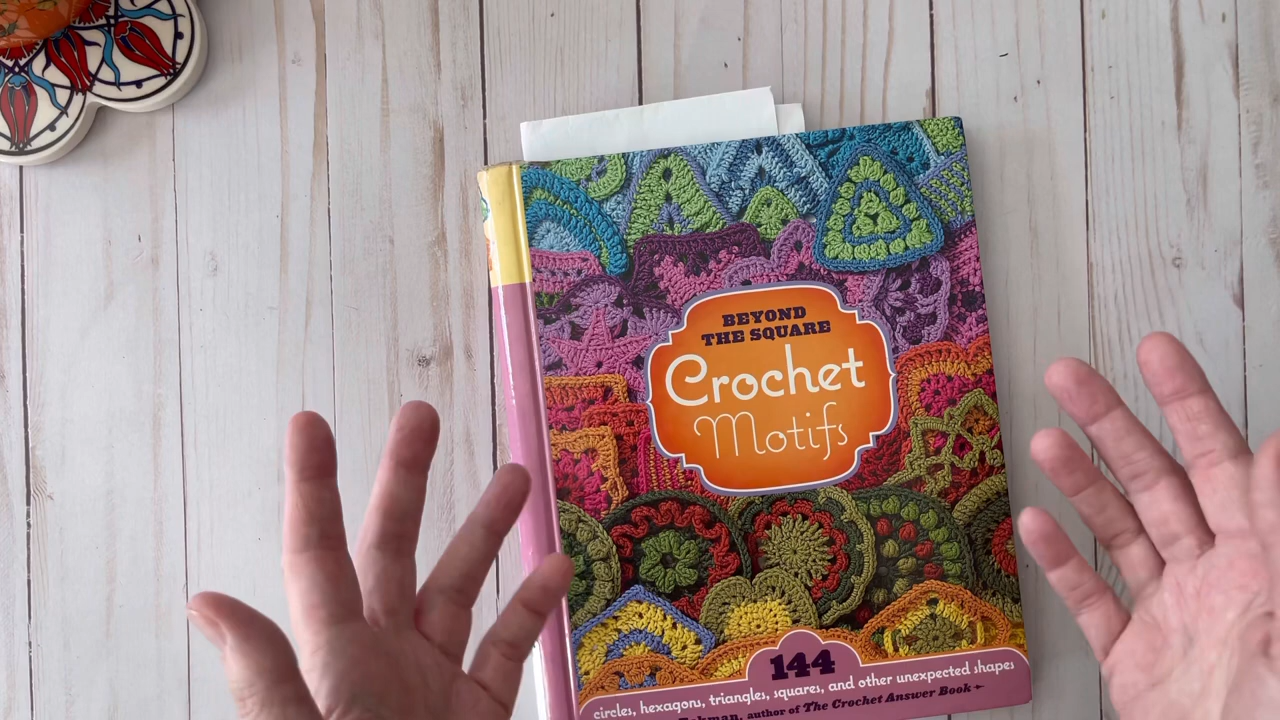 BEYOND
THE SQUARE
Crochet
Motifs
144
circles, hexagons, triangles, squares, and other unexpected shapes
author of The Crochet Answer Book